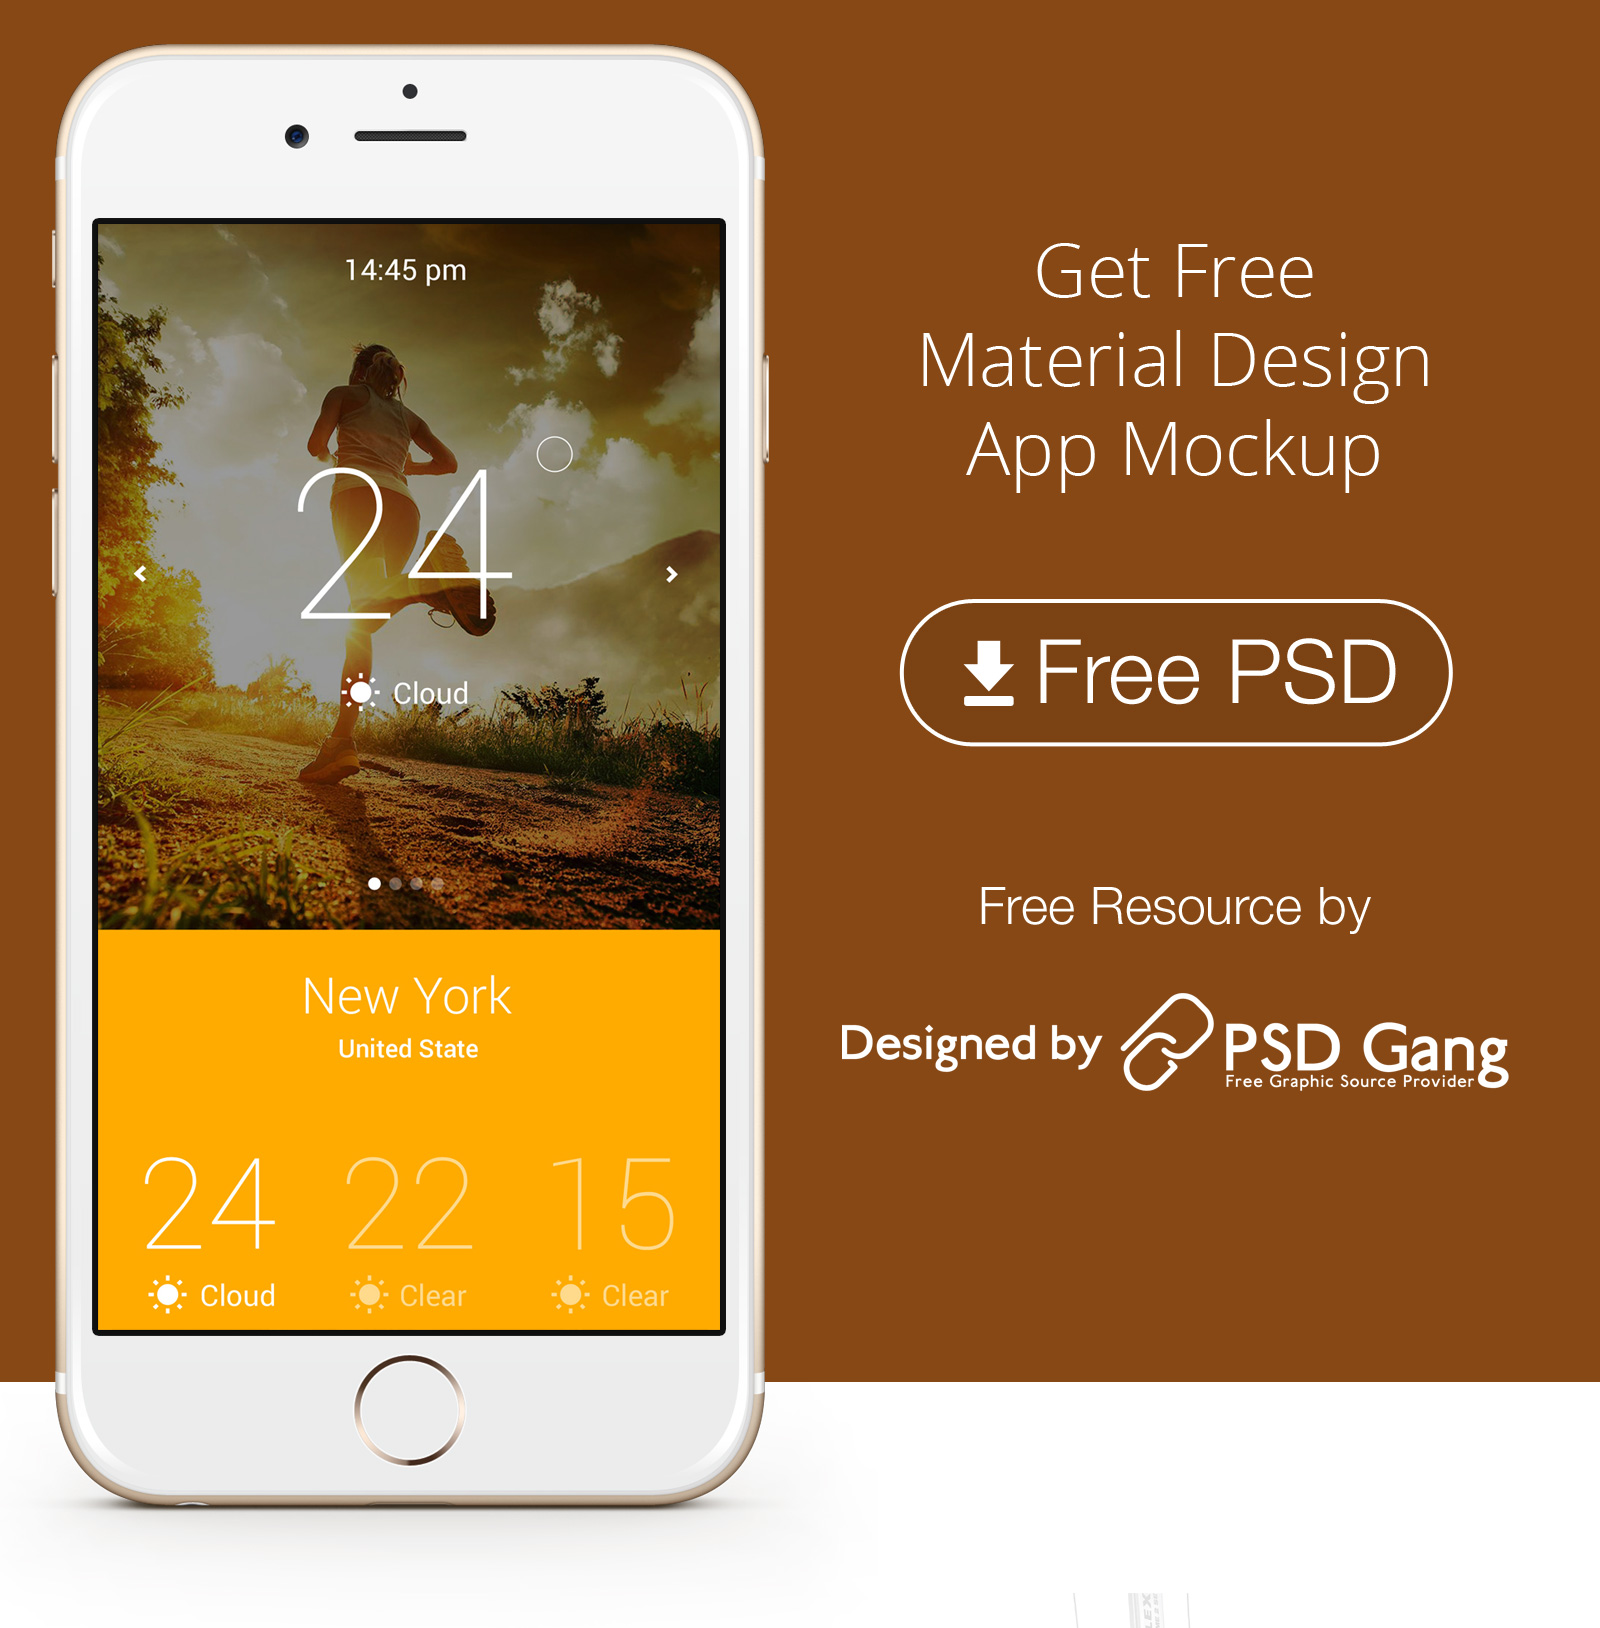 14:45 pm
24
Cloud
New York
United State
24 22 15
Cloud Clear Clear
Get Free
Material Design
App Mockup
Free PSD
Free Resource by
Designed by PSD Gang
Free Graphic Source Provider